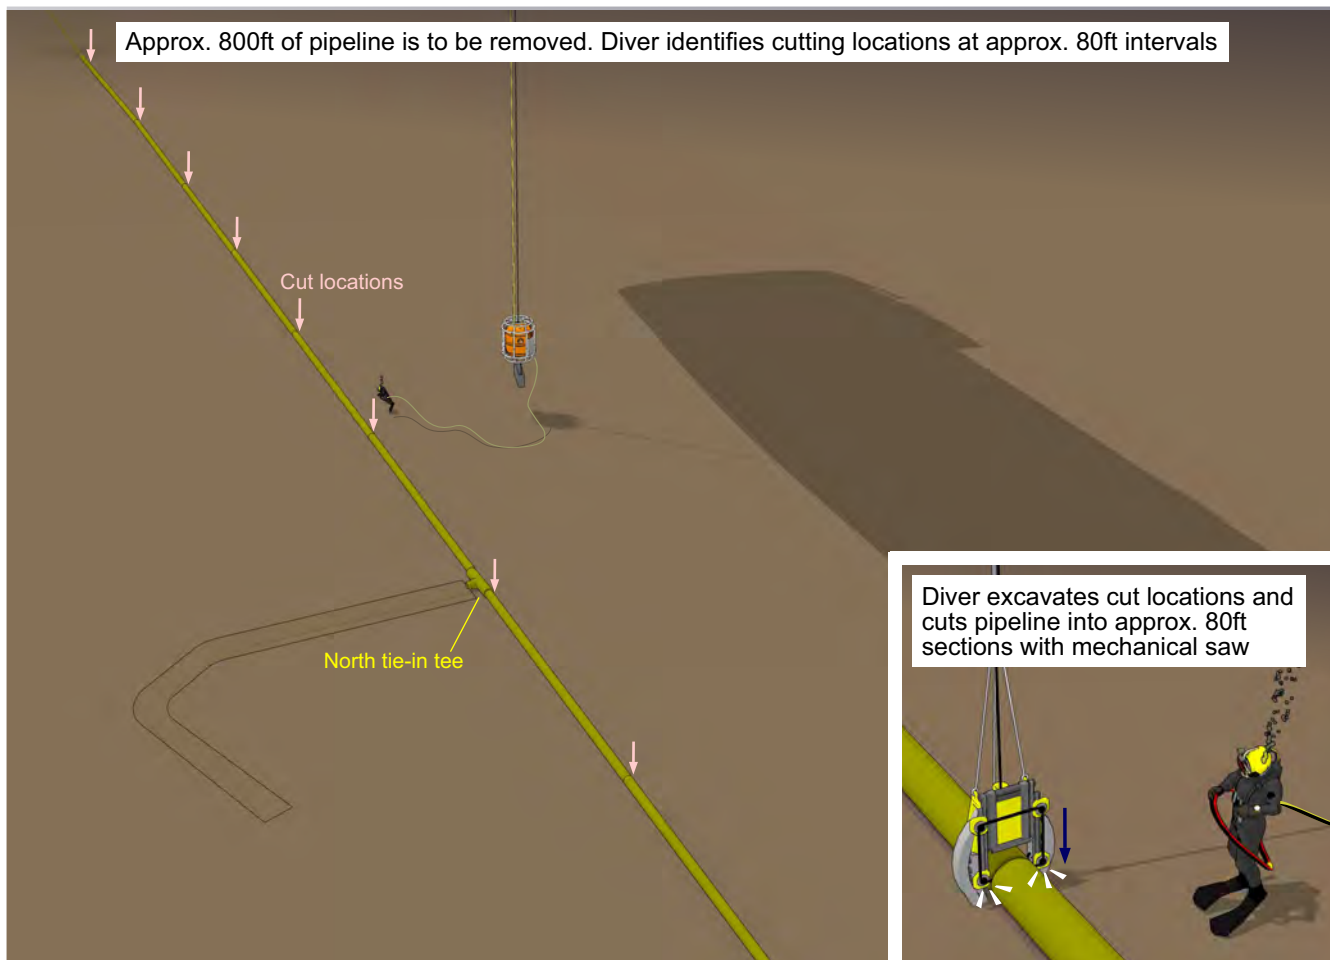 Approx. 800ft of pipeline is to be removed. Diver identifies cutting locations at approx. 80ft intervals
Cut locations
North tie-in tee
Diver excavates cut locations and
cuts pipeline into approx. 80ft
sections with mechanical saw